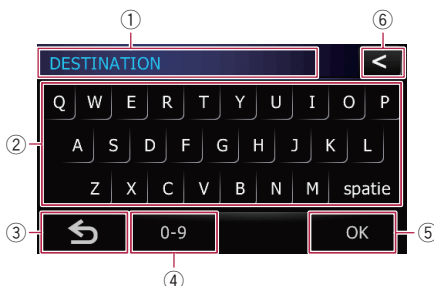 ① ⑥
DESTINATION <
Q W E R T Y U I O P
② A S D F G H J K L
Z X C V B N M spatie
③ 0-9 OK ⑤
④